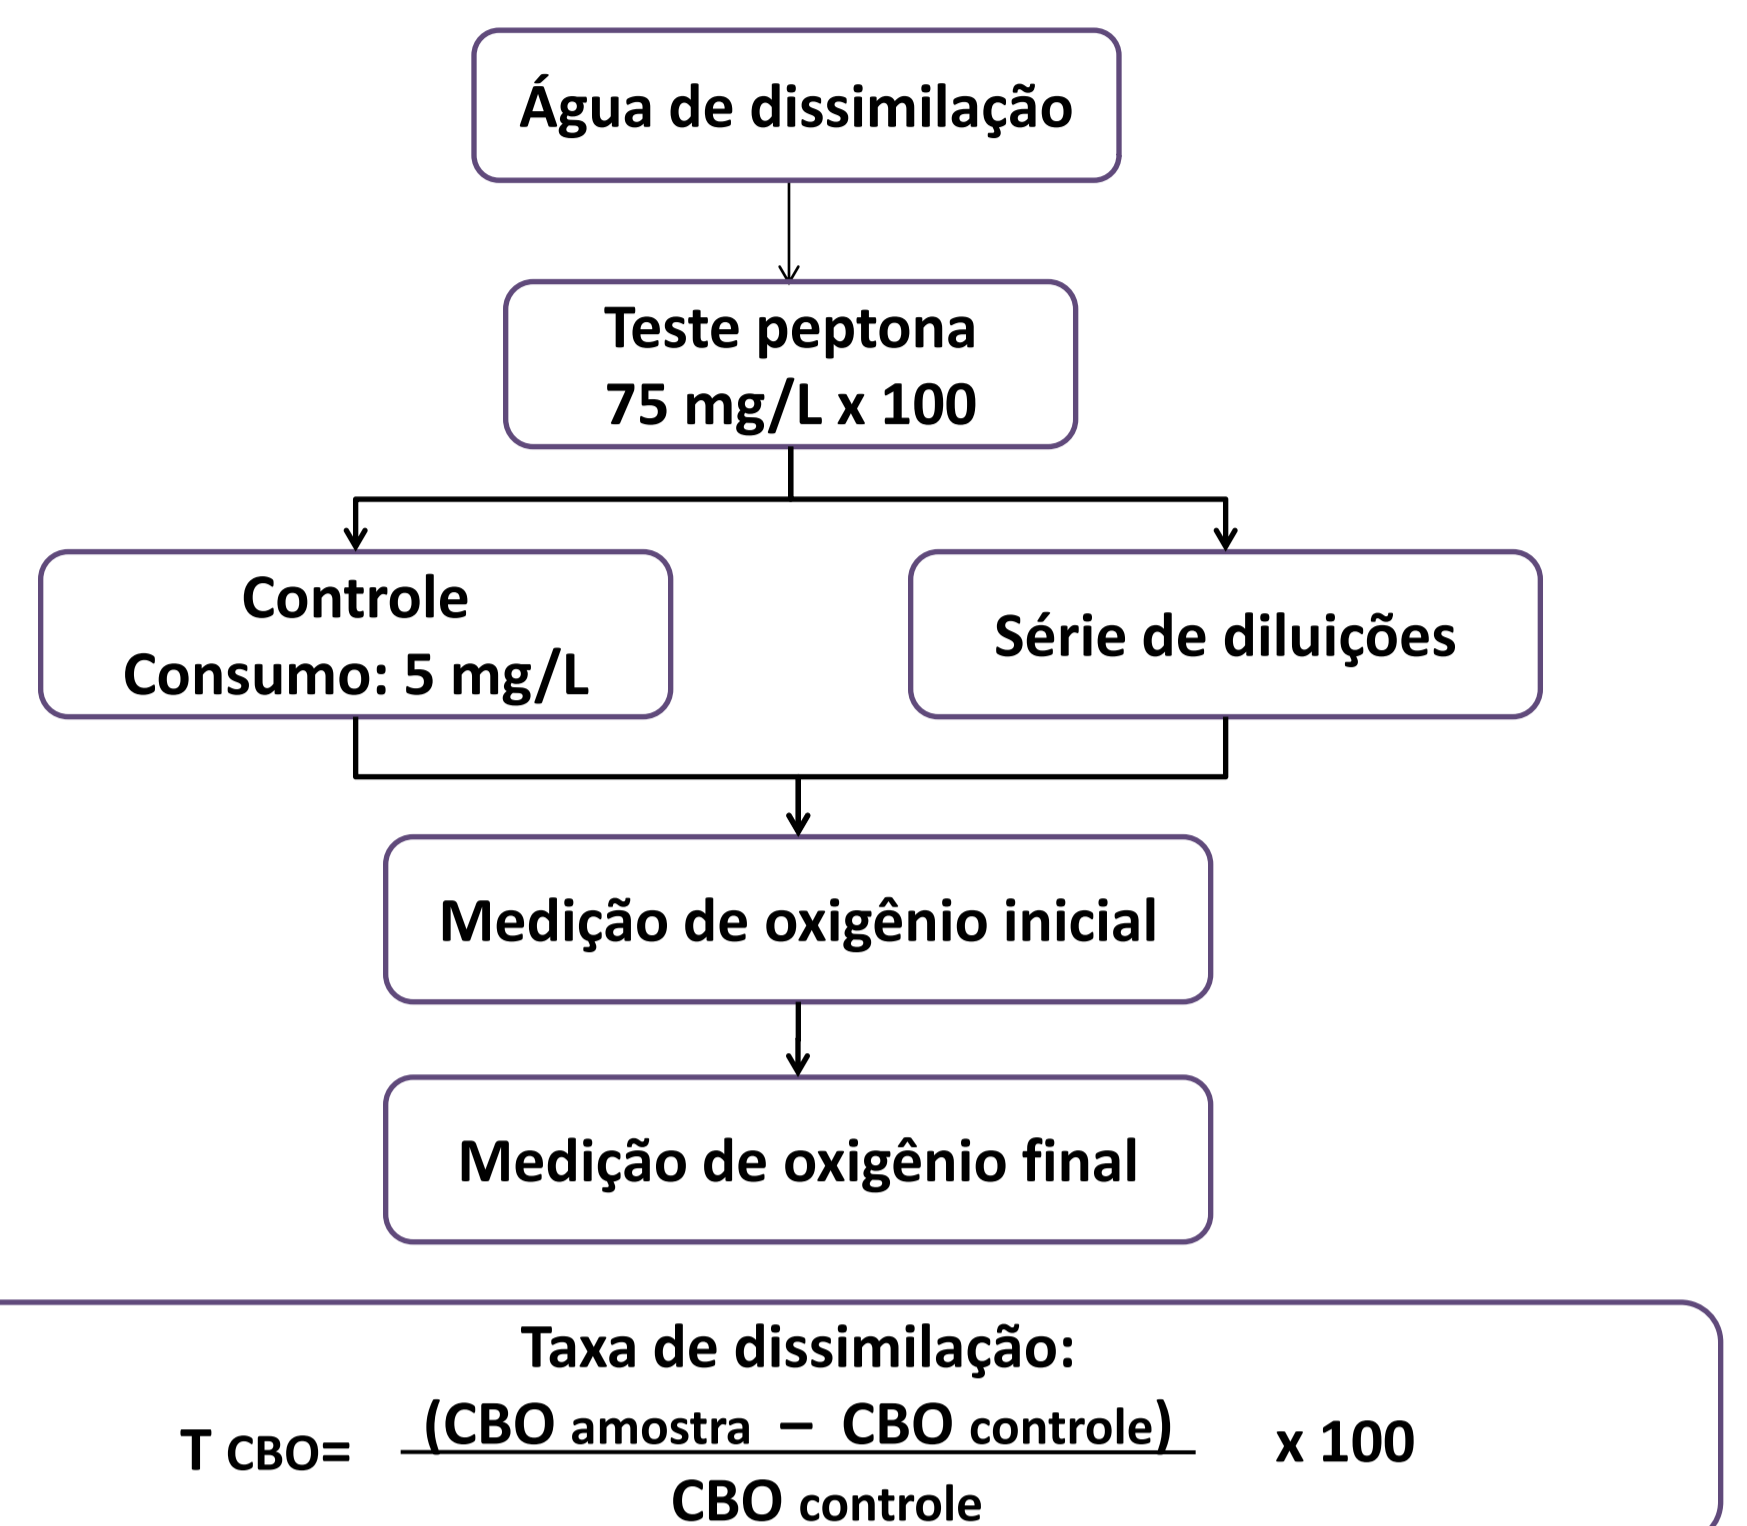 Água de dissimilação
Teste peptona
75 mg/L x 100
Controle
Consumo: 5 mg/L
Série de diluições
Medição de oxigênio inicial
Medição de oxigênio final
Taxa de dissimilação:
(CBO amostra – CBO controle)
T CBO= x 100
CBO controle